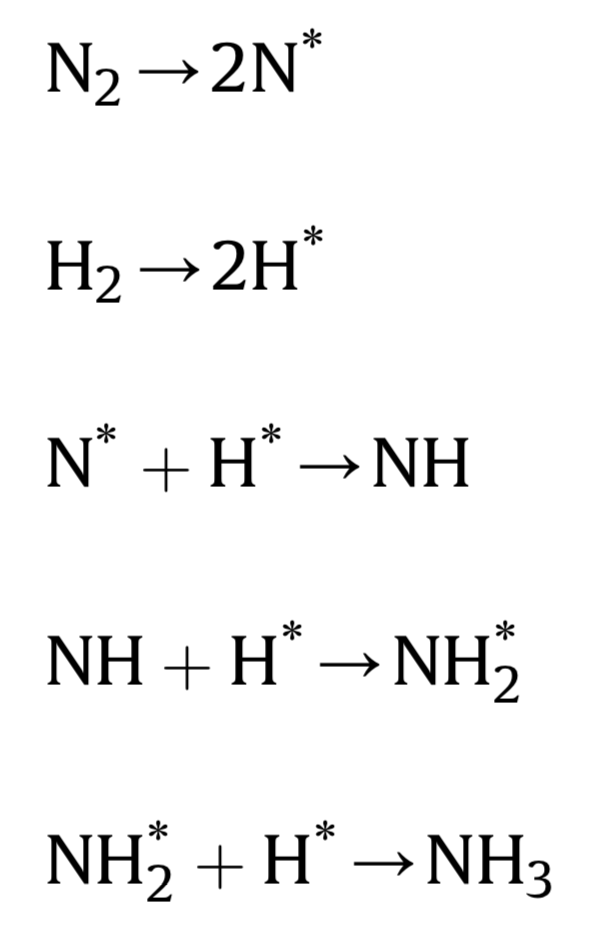 N₂ → 2N*
H₂ → 2H*
N* + H* → NH
NH + H* → NH₂*
NH₂* + H* → NH₃